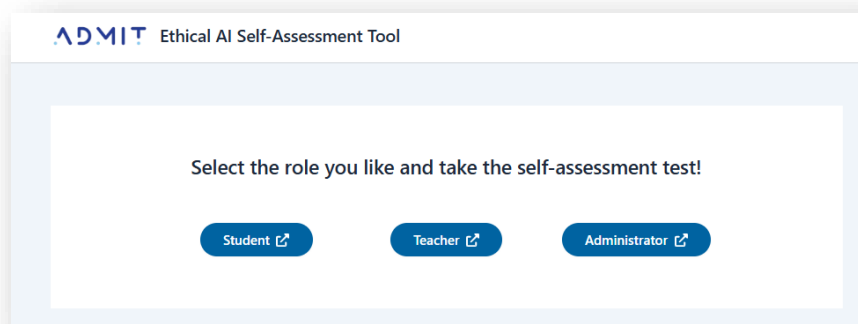 ADMIT Ethical AI Self-Assessment Tool
Select the role you like and take the self-assessment test!
Student Teacher Administrator